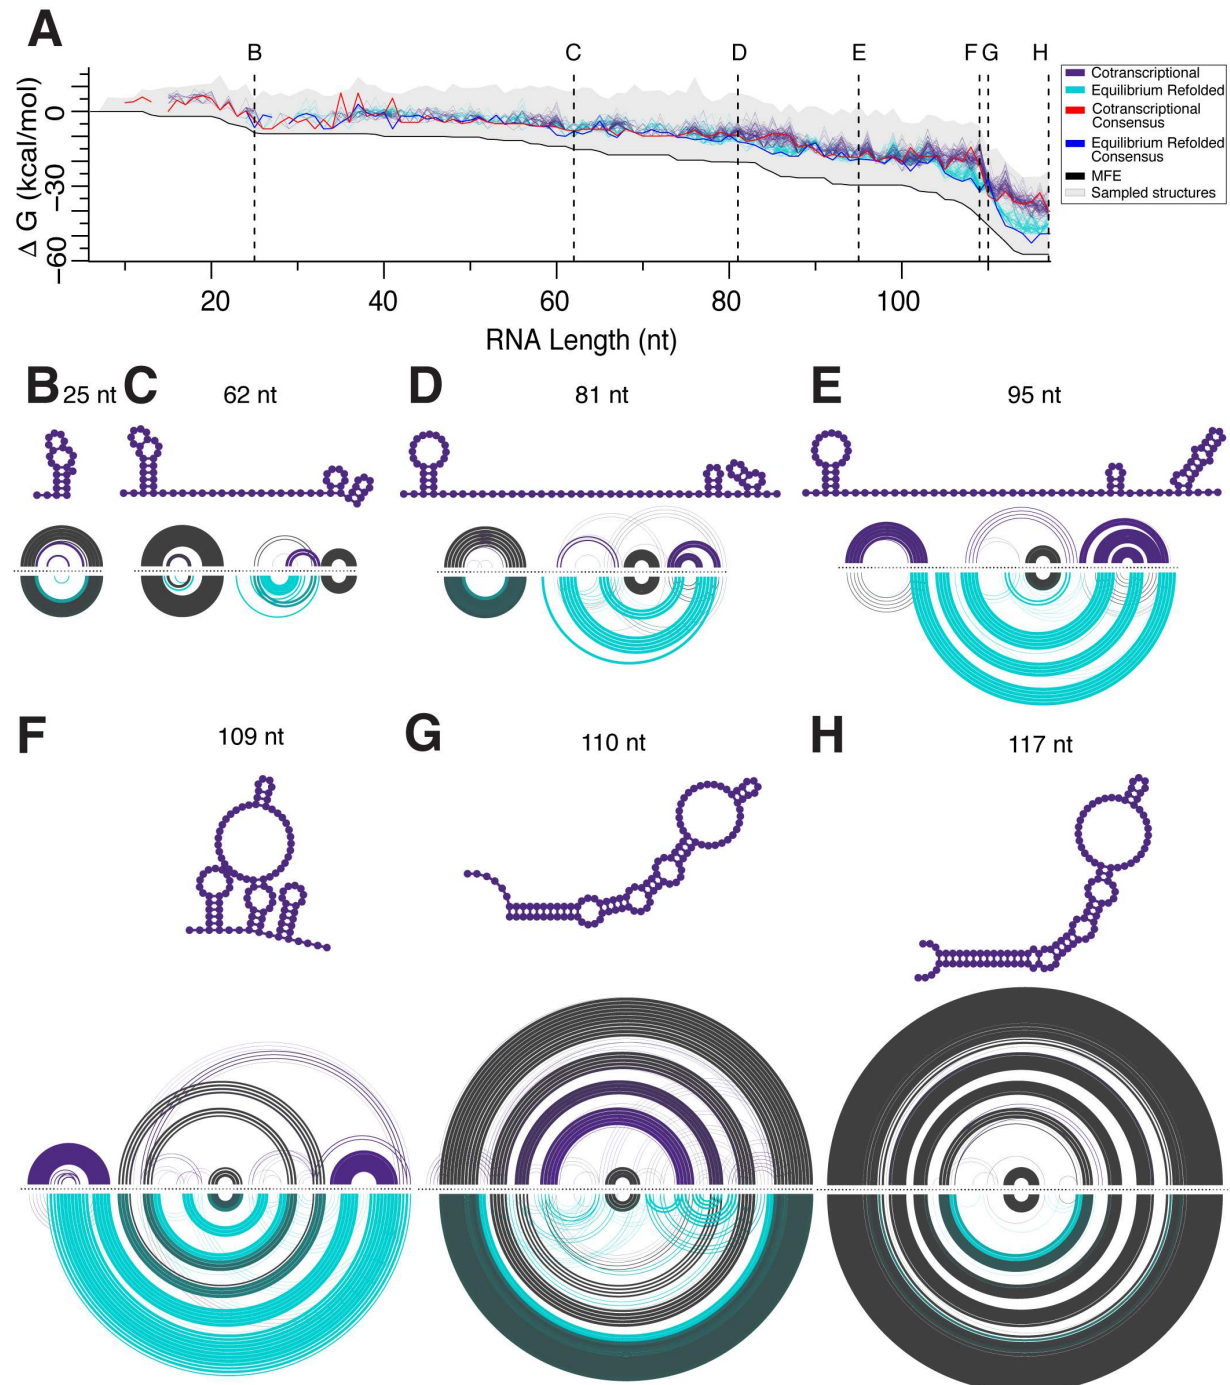 A
B
C
D
E
F G
H
Δ G (kcal/mol)
0
−30
−60
20
40
60
80
100
RNA Length (nt)
Cotranscriptional
Equilibrium Refolded
Cotranscriptional
Consensus
Equilibrium Refolded
Consensus
MFE
Sampled structures
B 25 nt
C 62 nt
D 81 nt
E 95 nt
F 109 nt
G 110 nt
H 117 nt